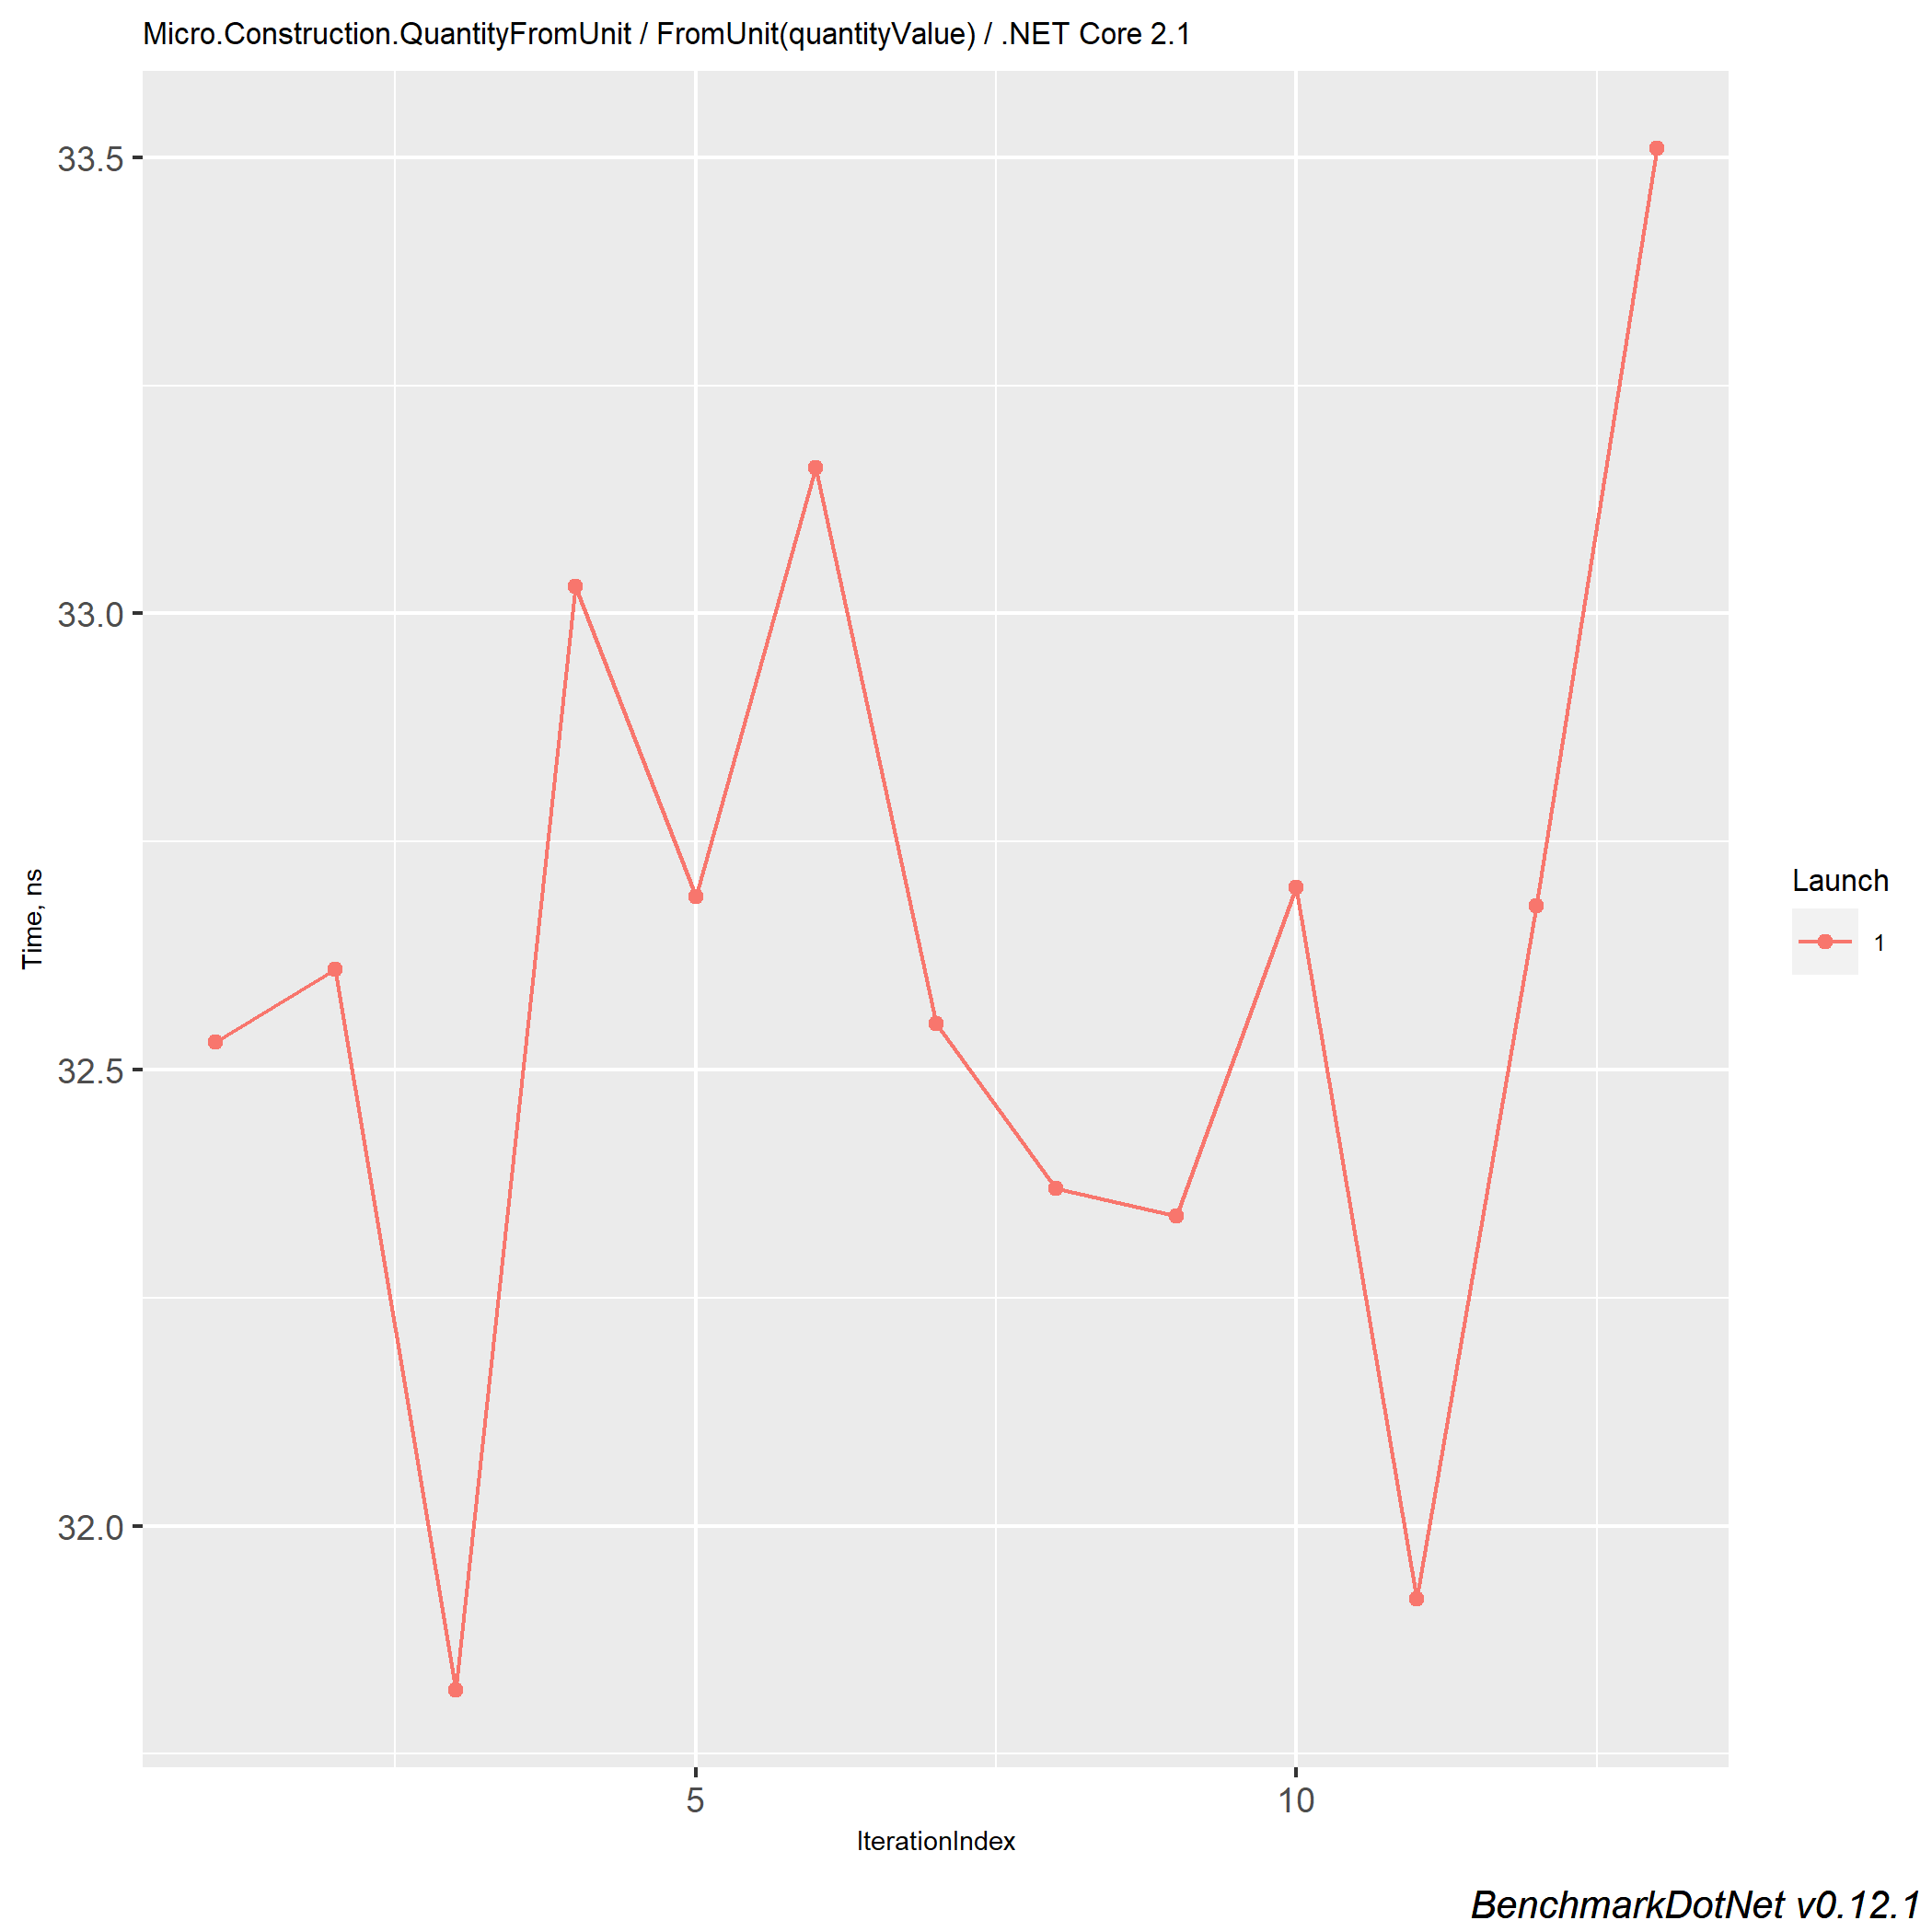 Micro.Construction.QuantityFromUnit / FromUnit(quantityValue) / .NET Core 2.1
33.5
33.0
32.5
32.0
Time, ns
5
10
IterationIndex
Launch
1
BenchmarkDotNet v0.12.1